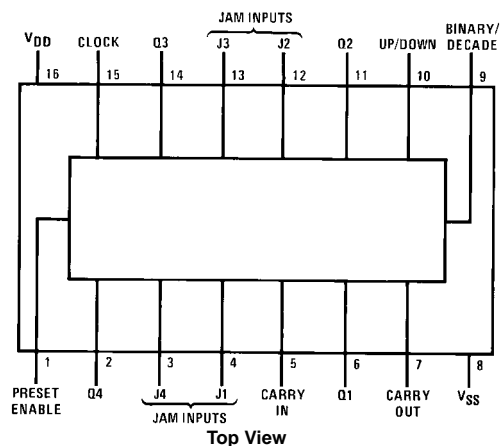 JAM INPUTS
VDD CLOCK Q3 J3 J2 Q2 UP/DOWN BINARY/
DECADE
16 15 14 13 12 11 10 9
1 2 3 4 5 6 7 8
PRESET
ENABLE Q4 J4 J1 CARRY
IN Q1 CARRY
OUT VSS
JAM INPUTS
Top View